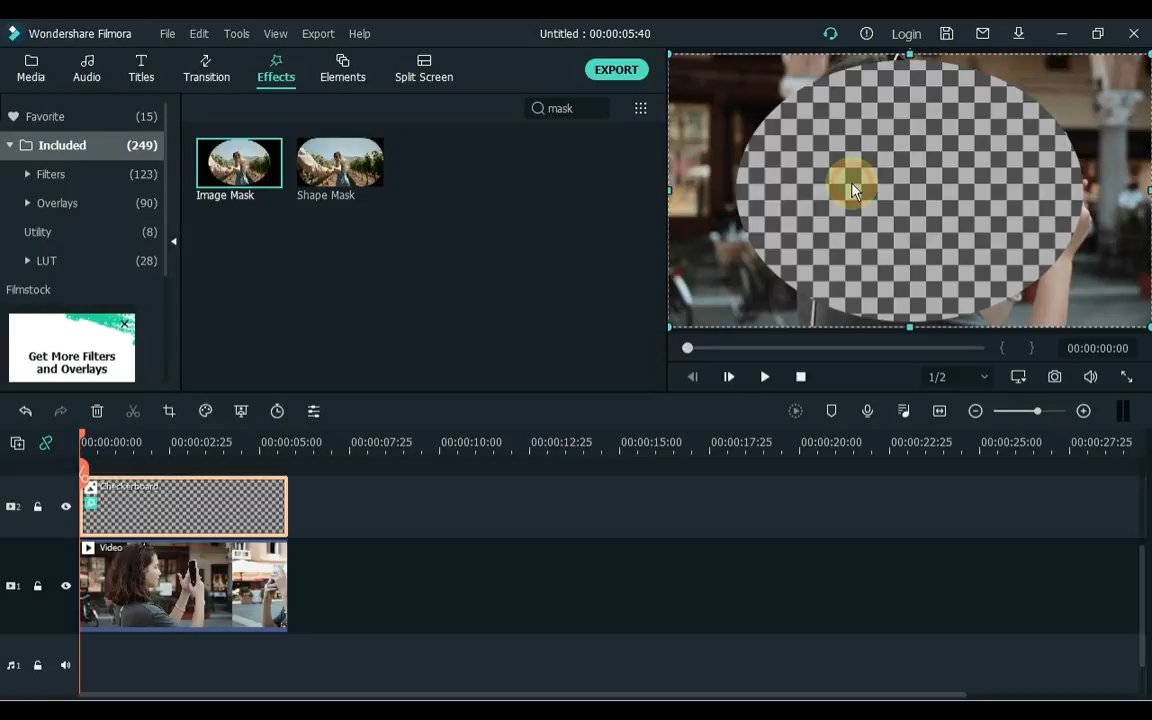 Wondershare Filmora File Edit Tools View Export Help Untitled : 00:00:05:40 Login
Media Audio Titles Transition Effects Elements Split Screen EXPORT
Favorite (15)
mask
Included (249)
Filters (123)
Overlays (90)
Utility (8)
LUT (28)
Filmstock
Get More Filters
and Overlays
Image Mask Shape Mask
{ } 00:00:00:00
1/2
00:00:00:00 00:00:02:25 00:00:05:00 00:00:07:25 00:00:10:00 00:00:12:25 00:00:15:00 00:00:17:25 00:00:20:00 00:00:22:25 00:00:25:00 00:00:27:25
2 Checkerboard
Video
1
1